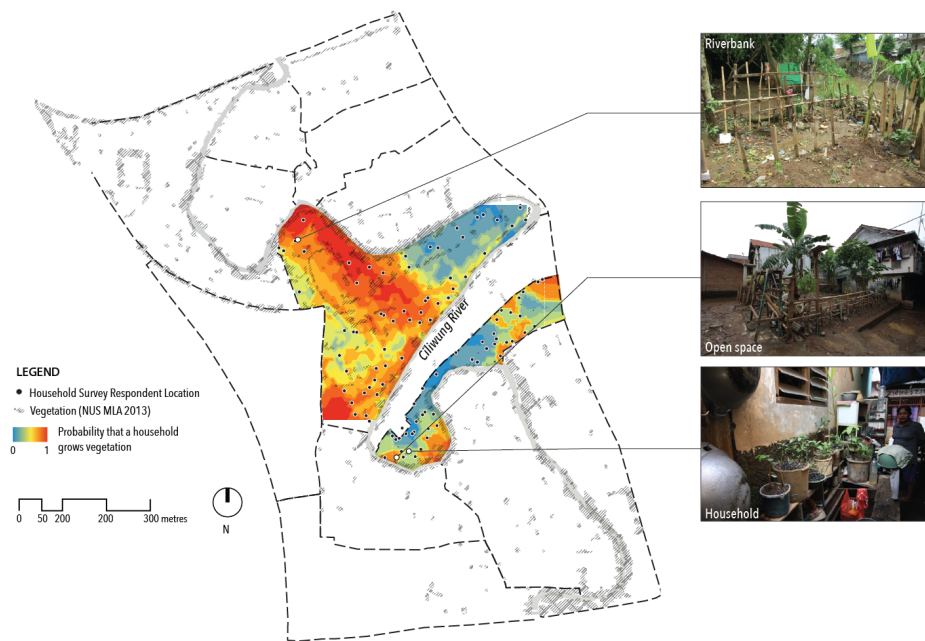 Riverbank
Open space
Household
Ciliwung River
LEGEND
Household Survey Respondent Location
Vegetation (NUS MLA 2013)
Probability that a household
grows vegetation
0 1
0 50 200 200 300 metres
N